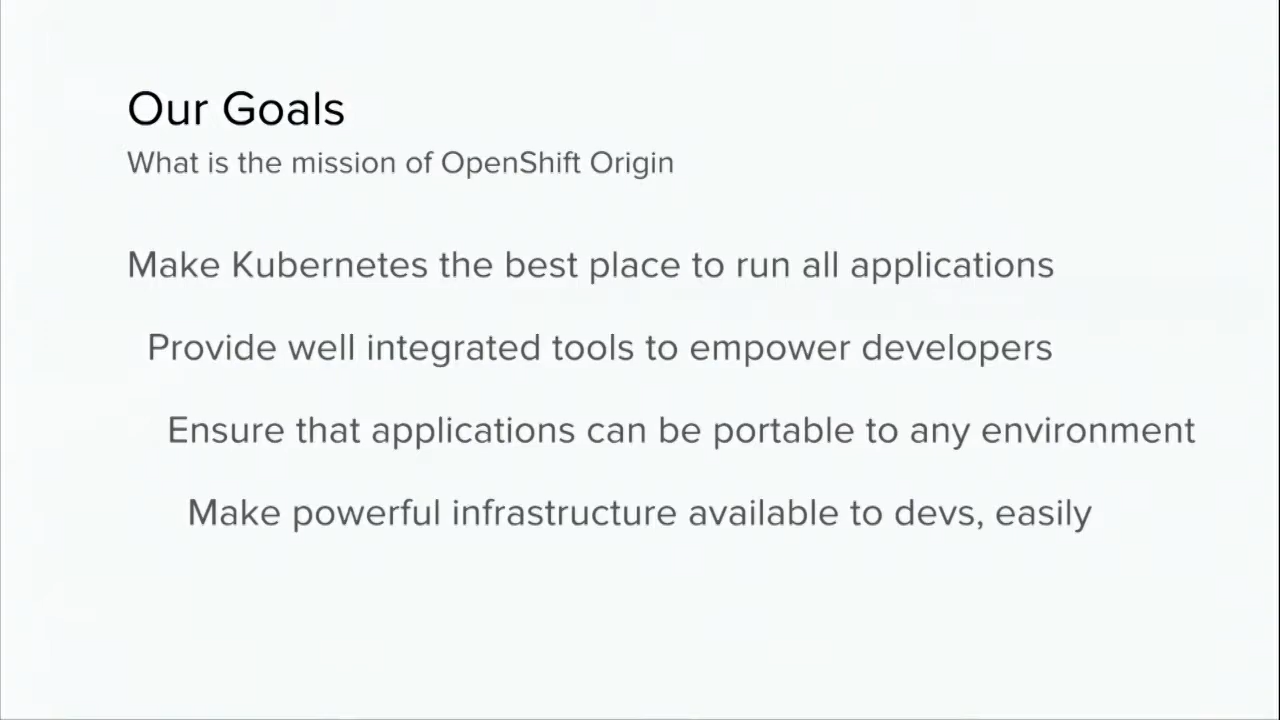 Our Goals
What is the mission of OpenShift Origin
Make Kubernetes the best place to run all applications
Provide well integrated tools to empower developers
Ensure that applications can be portable to any environment
Make powerful infrastructure available to devs, easily